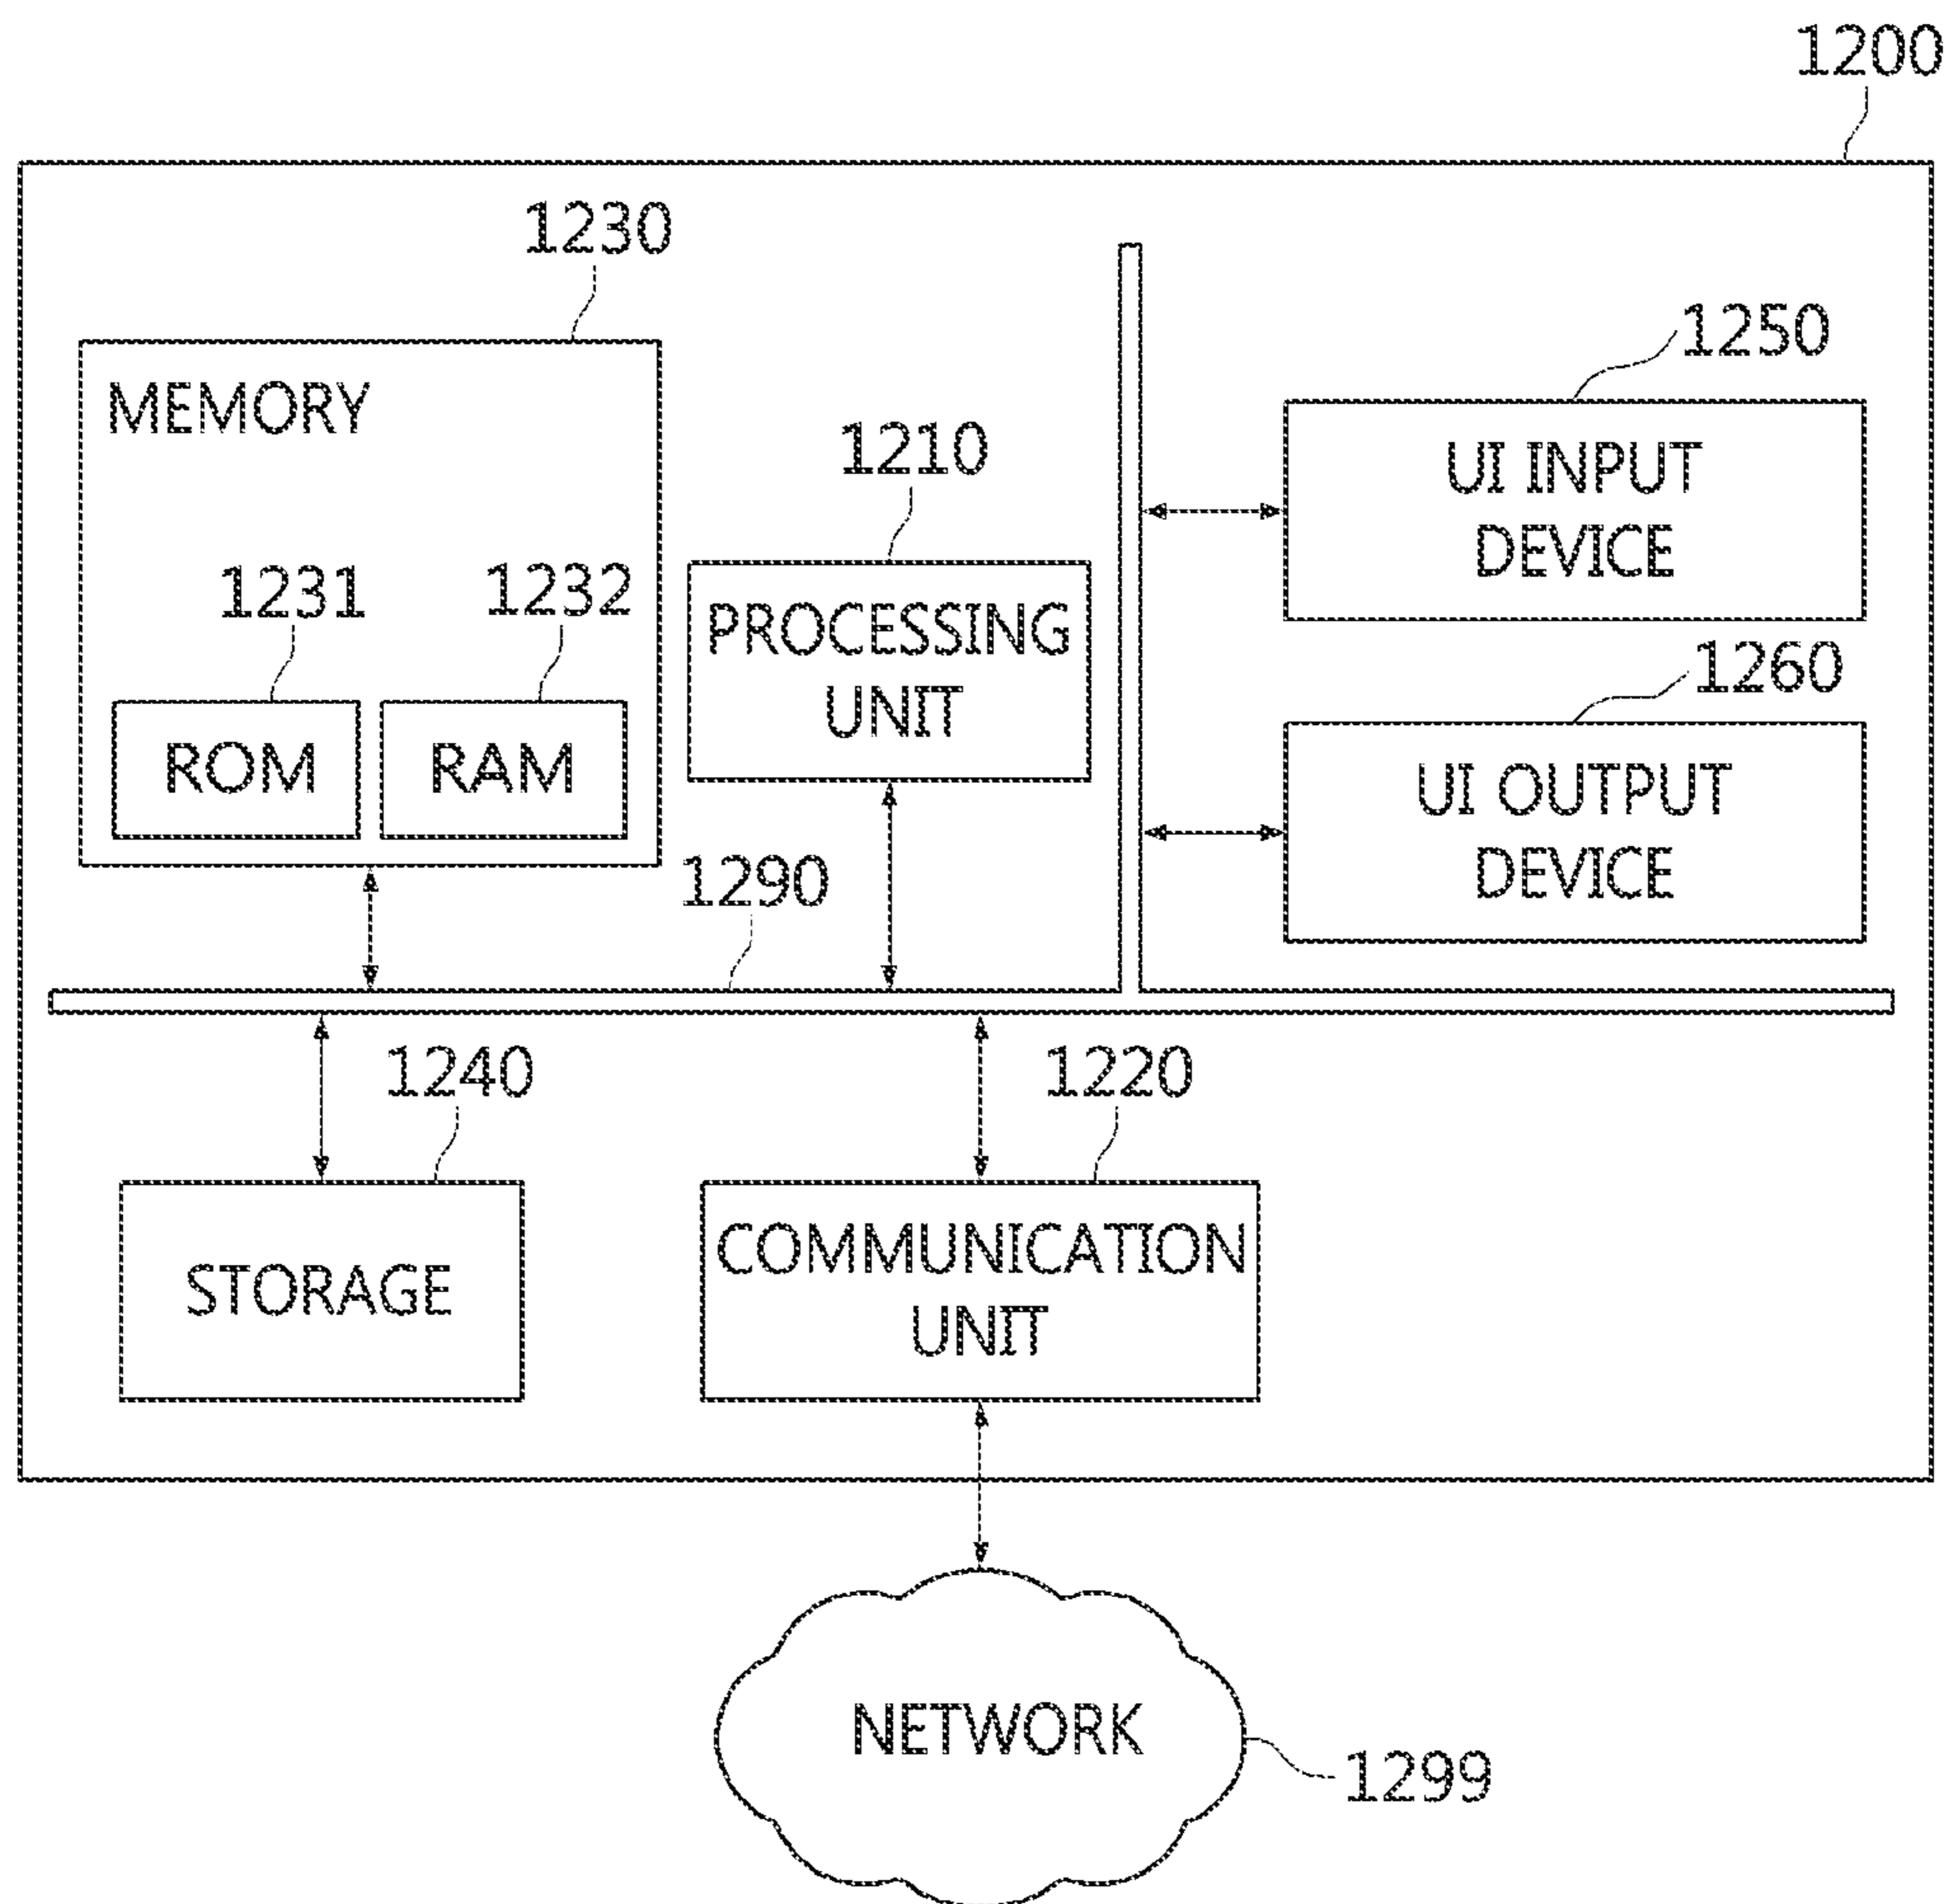 1200
1230
MEMORY
1250
UI INPUT
DEVICE
1210
PROCESSING
UNIT
1231
1232
ROM
RAM
1260
UI OUTPUT
DEVICE
1290
1240
STORAGE
1220
COMMUNICATION
UNIT
NETWORK
1299